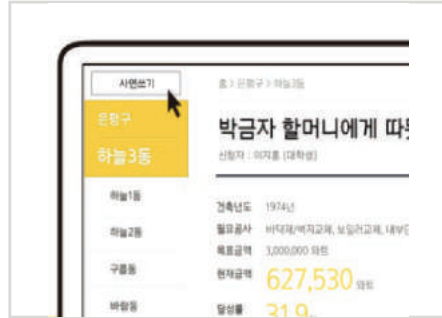 사연쓰기
홈 > 은평구 > 하늘3동
은평구
하늘3동
박금자 할머니에게 따뜻
신청자 : 이지홍 (대학생)
하늘1동
하늘2동
구름동
바람동
건축년도 1974년
필요공사 바닥재/벽지교체, 보일러교체, 내부단
목표금액 3,000,000 와트
현재금액 627,530 와트
달성률 31.9